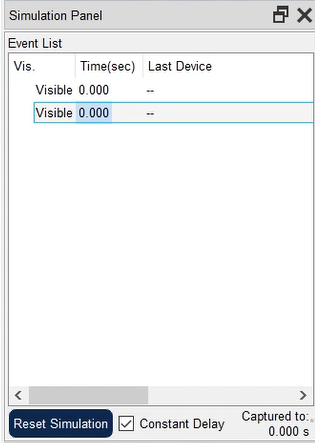 Simulation Panel
Event List
Vis. Time(sec) Last Device
Visible 0.000 --
Visible 0.000 --
Reset Simulation Constant Delay Captured to:
0.000 s